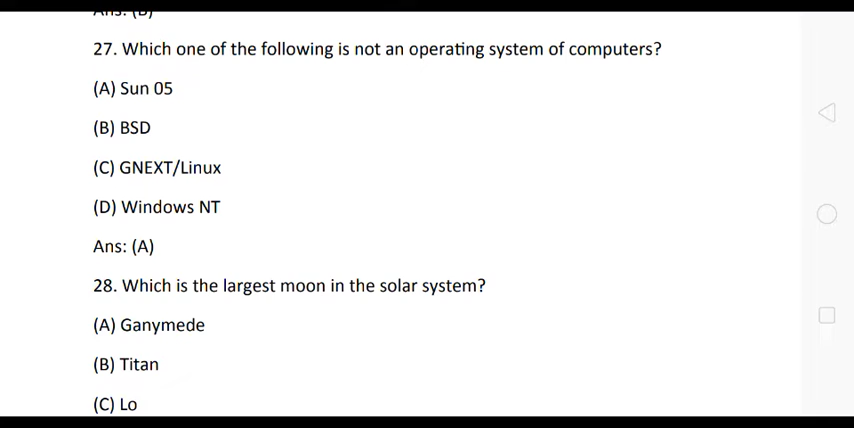 27. Which one of the following is not an operating system of computers?
(A) Sun 05
(B) BSD
(C) GNEXT/Linux
(D) Windows NT
Ans: (A)
28. Which is the largest moon in the solar system?
(A) Ganymede
(B) Titan
(C) Lo